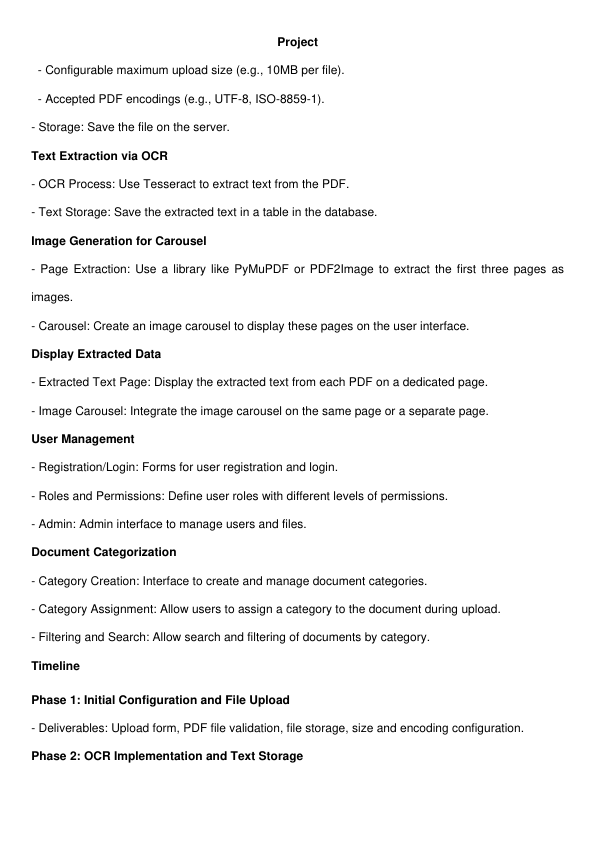 Project
- Configurable maximum upload size (e.g., 10MB per file).
- Accepted PDF encodings (e.g., UTF-8, ISO-8859-1).
- Storage: Save the file on the server.
Text Extraction via OCR
- OCR Process: Use Tesseract to extract text from the PDF.
- Text Storage: Save the extracted text in a table in the database.
Image Generation for Carousel
- Page Extraction: Use a library like PyMuPDF or PDF2Image to extract the first three pages as
images.
- Carousel: Create an image carousel to display these pages on the user interface.
Display Extracted Data
- Extracted Text Page: Display the extracted text from each PDF on a dedicated page.
- Image Carousel: Integrate the image carousel on the same page or a separate page.
User Management
- Registration/Login: Forms for user registration and login.
- Roles and Permissions: Define user roles with different levels of permissions.
- Admin: Admin interface to manage users and files.
Document Categorization
- Category Creation: Interface to create and manage document categories.
- Category Assignment: Allow users to assign a category to the document during upload.
- Filtering and Search: Allow search and filtering of documents by category.
Timeline
Phase 1: Initial Configuration and File Upload
- Deliverables: Upload form, PDF file validation, file storage, size and encoding configuration.
Phase 2: OCR Implementation and Text Storage